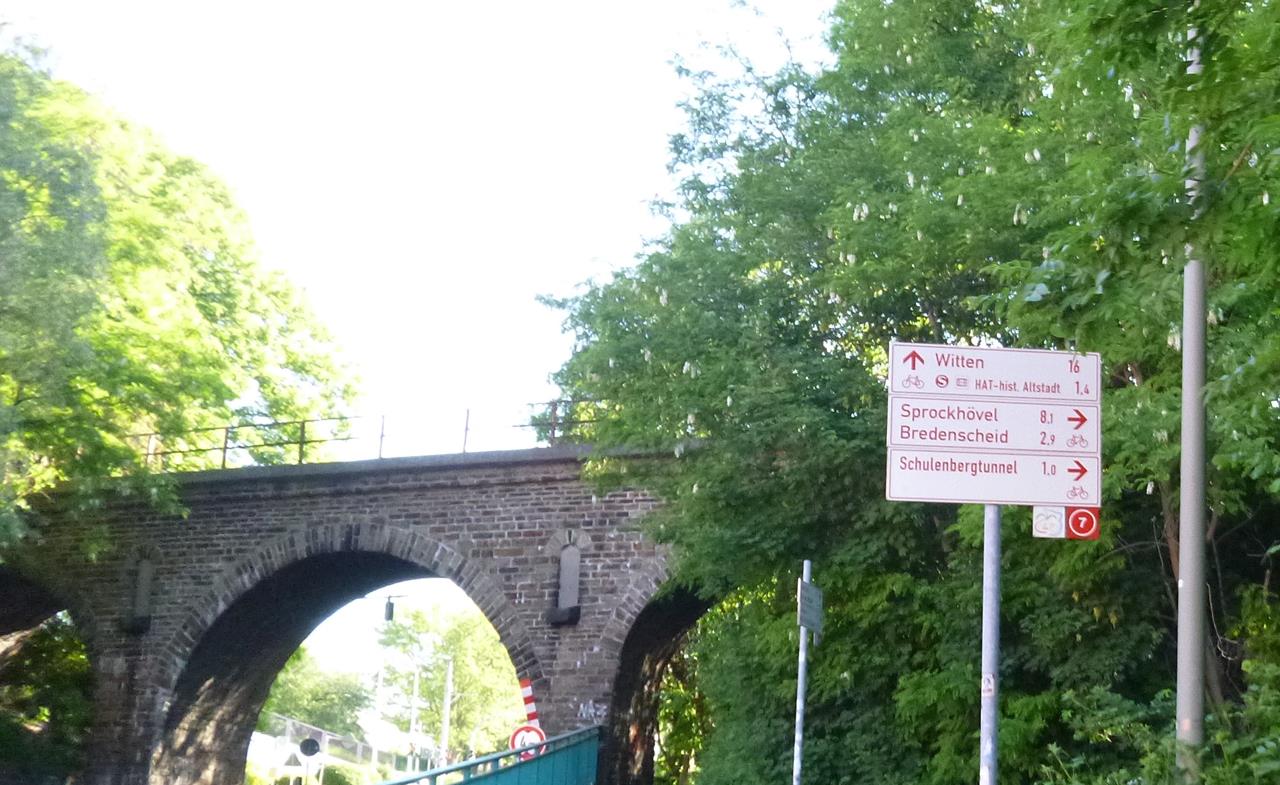 Witten 16
HAT-hist. Altstadt 1,4
Sprockhövel 8,1
Bredenscheid 2,9
Schulenbergtunnel 1,0
7